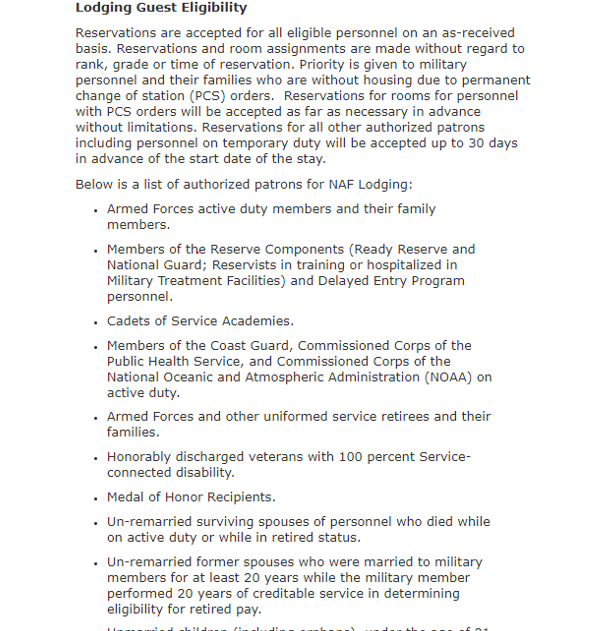 Lodging Guest Eligibility
Reservations are accepted for all eligible personnel on an as-received
basis. Reservations and room assignments are made without regard to
rank, grade or time of reservation. Priority is given to military
personnel and their families who are without housing due to permanent
change of station (PCS) orders.  Reservations for rooms for personnel
with PCS orders will be accepted as far as necessary in advance
without limitations. Reservations for all other authorized patrons
including personnel on temporary duty will be accepted up to 30 days
in advance of the start date of the stay.
Below is a list of authorized patrons for NAF Lodging:
• Armed Forces active duty members and their family
members.
• Members of the Reserve Components (Ready Reserve and
National Guard; Reservists in training or hospitalized in
Military Treatment Facilities) and Delayed Entry Program
personnel.
• Cadets of Service Academies.
• Members of the Coast Guard, Commissioned Corps of the
Public Health Service, and Commissioned Corps of the
National Oceanic and Atmospheric Administration (NOAA) on
active duty.
• Armed Forces and other uniformed service retirees and their
families.
• Honorably discharged veterans with 100 percent Service-
connected disability.
• Medal of Honor Recipients.
• Un-remarried surviving spouses of personnel who died while
on active duty or while in retired status.
• Un-remarried former spouses who were married to military
members for at least 20 years while the military member
performed 20 years of creditable service in determining
eligibility for retired pay.
• Unmarried children (including orphans), under the age of 21